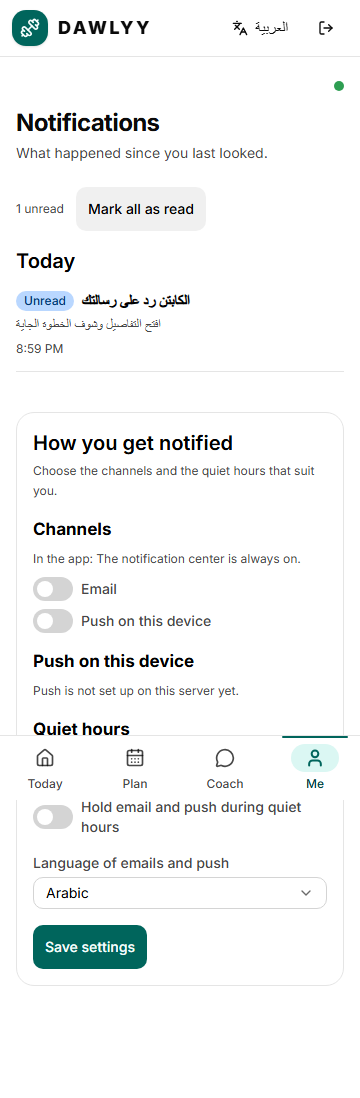 DAWLYY
العربية
Notifications
What happened since you last looked.
1 unread
Mark all as read
Today
Unread
الكابتن رد على رسالتك
افتح التفاصيل وشوف الخطوة الجاية
8:59 PM
How you get notified
Choose the channels and the quiet hours that suit
you.
Channels
In the app: The notification center is always on.
Email
Push on this device
Push on this device
Push is not set up on this server yet.
Quiet hours
Today
Plan
Coach
Me
Hold email and push during quiet
hours
Language of emails and push
Arabic
Save settings